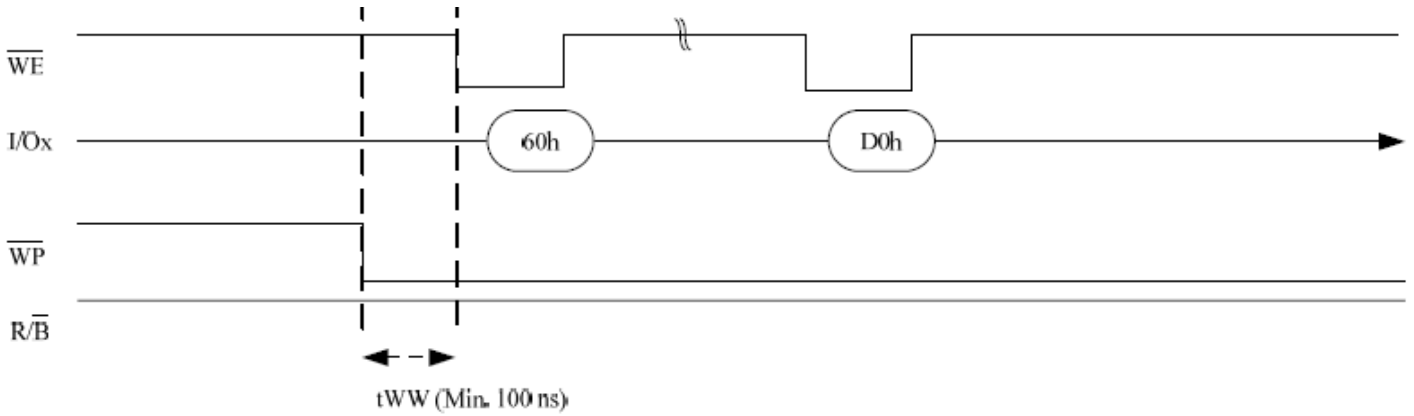 WE
I/Ox
60h
D0h
WP
R/B
tWW (Min. 100 ns)